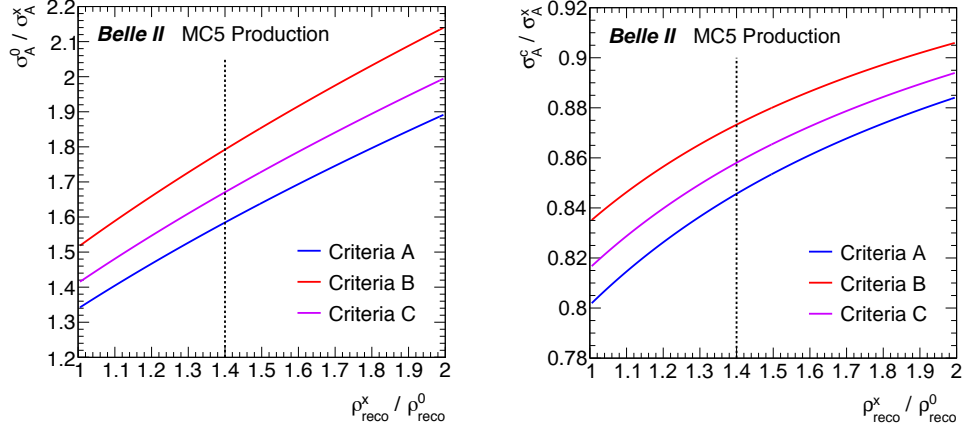 σ_A^0 / σ_A^x
2.2
2.1
2
1.9
1.8
1.7
1.6
1.5
1.4
1.3
1.2
Belle II MC5 Production
Criteria A
Criteria B
Criteria C
1 1.1 1.2 1.3 1.4 1.5 1.6 1.7 1.8 1.9 2
ρ_reco^x / ρ_reco^0
σ_A^c / σ_A^x
0.92
0.9
0.88
0.86
0.84
0.82
0.8
0.78
Belle II MC5 Production
Criteria A
Criteria B
Criteria C
1 1.1 1.2 1.3 1.4 1.5 1.6 1.7 1.8 1.9 2
ρ_reco^x / ρ_reco^0